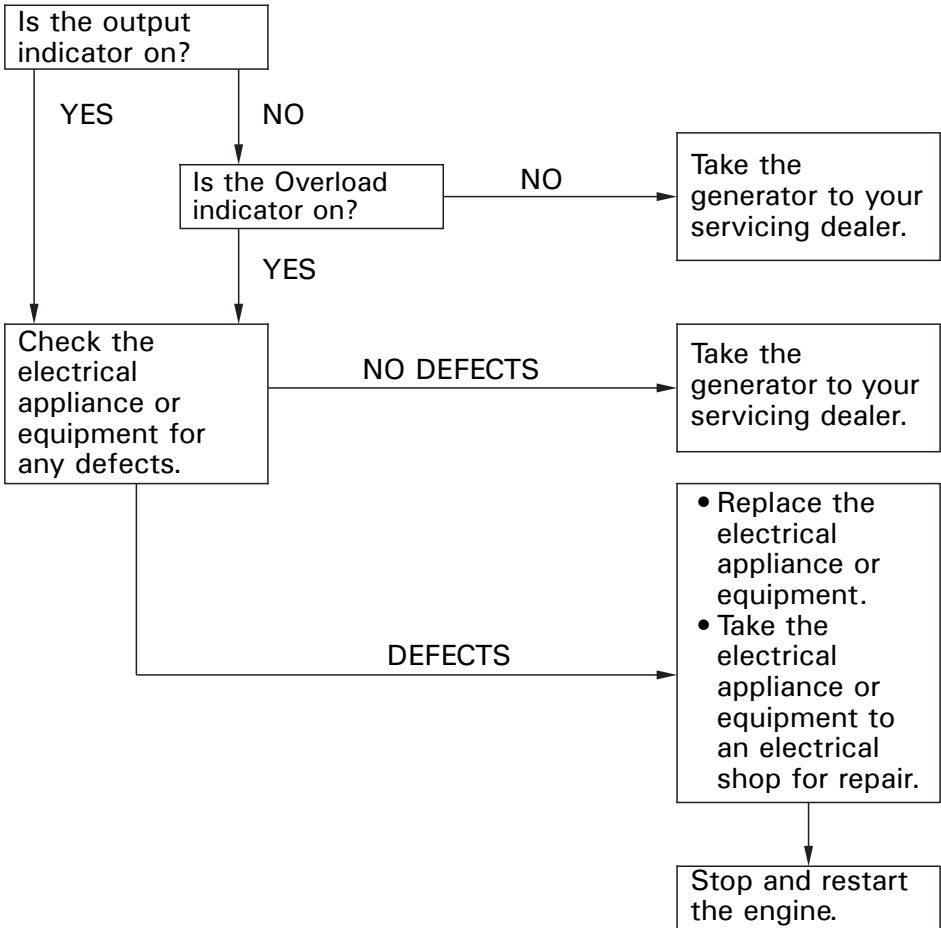 Is the output
indicator on?
YES
NO
Is the Overload
indicator on?
NO
Take the
generator to your
servicing dealer.
YES
Check the
electrical
appliance or
equipment for
any defects.
NO DEFECTS
Take the
generator to your
servicing dealer.
DEFECTS
• Replace the
electrical
appliance or
equipment.
• Take the
electrical
appliance or
equipment to
an electrical
shop for repair.
Stop and restart
the engine.